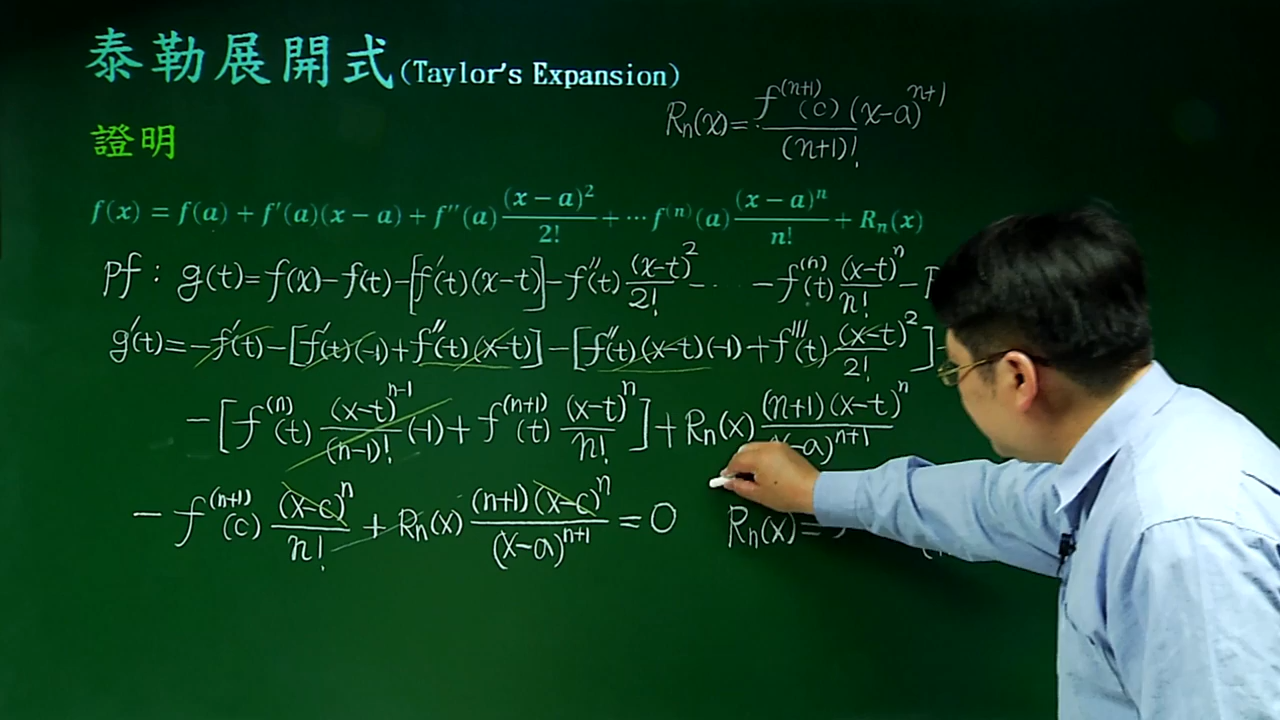 泰勒展開式(Taylor's Expansion)
Rₙ(x)= f⁽ⁿ⁺¹⁾(c)/(n+1)! (x-a)ⁿ⁺¹
證明
f(x) = f(a) + f′(a)(x − a) + f″(a) (x − a)²/2! + ⋯ f⁽ⁿ⁾(a) (x − a)ⁿ/n! + Rₙ(x)
pf : g(t)=f(x)-f(t)-[f′(t)(x-t)]-f″(t) (x-t)²/2! - ⋯ -f⁽ⁿ⁾(t) (x-t)ⁿ/n! -
g′(t)=-f′(t)-[f′(t)(-1)+f″(t)(x-t)]-[f″(t)(x-t)(-1)+f‴(t) (x-t)²/2!]
-[f⁽ⁿ⁾(t) (x-t)ⁿ⁻¹/(n-1)! (-1)+f⁽ⁿ⁺¹⁾(t) (x-t)ⁿ/n!]+Rₙ(x) (n+1)(x-t)ⁿ/(x-a)ⁿ⁺¹
-f⁽ⁿ⁺¹⁾(c) (x-c)ⁿ/n! +Rₙ(x) (n+1)(x-c)ⁿ/(x-a)ⁿ⁺¹ =0 Rₙ(x)=